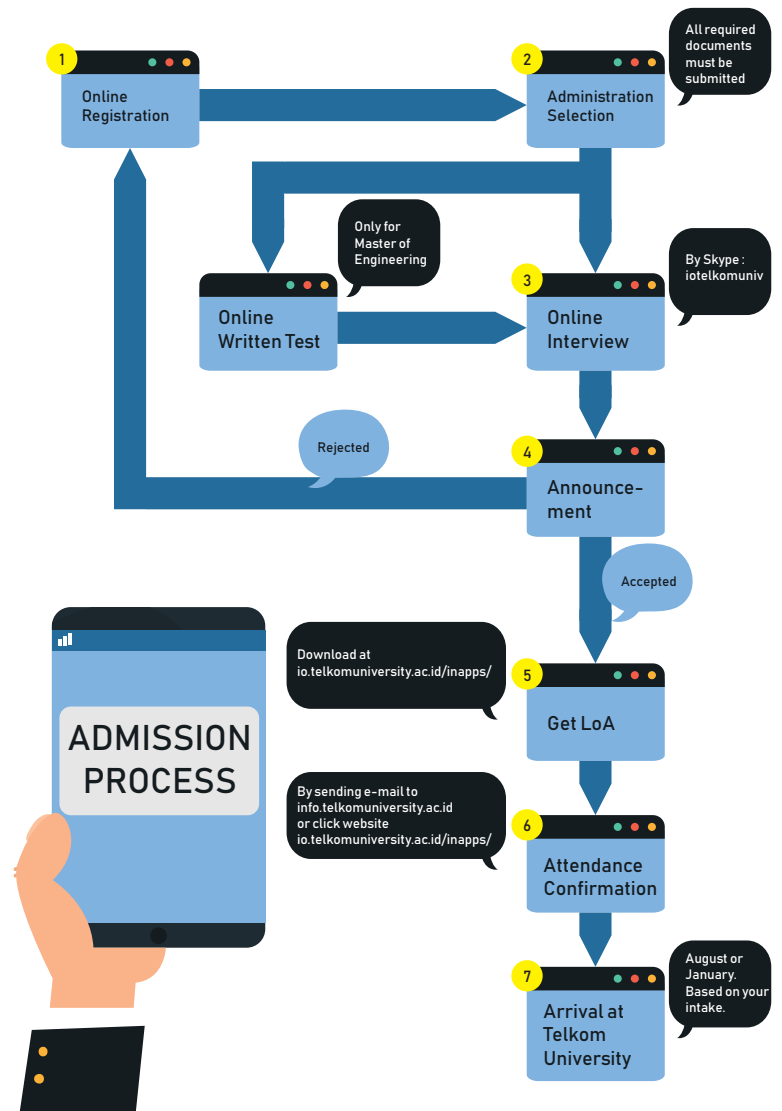 1
Online
Registration
2
Administration
Selection
All required
documents
must be
submitted
Only for
Master of
Engineering
Online
Written Test
3
Online
Interview
By Skype :
iotelkomuniv
Rejected
4
Announce-
ment
Accepted
Download at
io.telkomuniversity.ac.id/inapps/
5
Get LoA
ADMISSION
PROCESS
By sending e-mail to
info.telkomuniversity.ac.id
or click website
io.telkomuniversity.ac.id/inapps/
6
Attendance
Confirmation
7
Arrival at
Telkom
University
August or
January.
Based on your
intake.